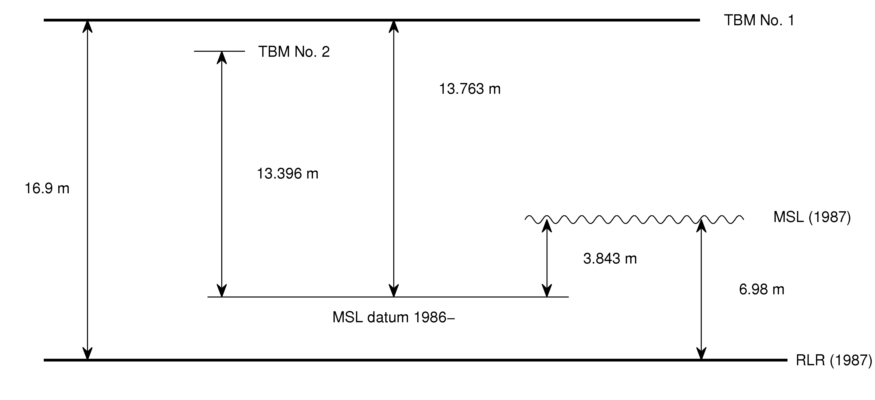 TBM No. 1
TBM No. 2
13.763 m
13.396 m
16.9 m
MSL (1987)
3.843 m
6.98 m
MSL datum 1986–
RLR (1987)